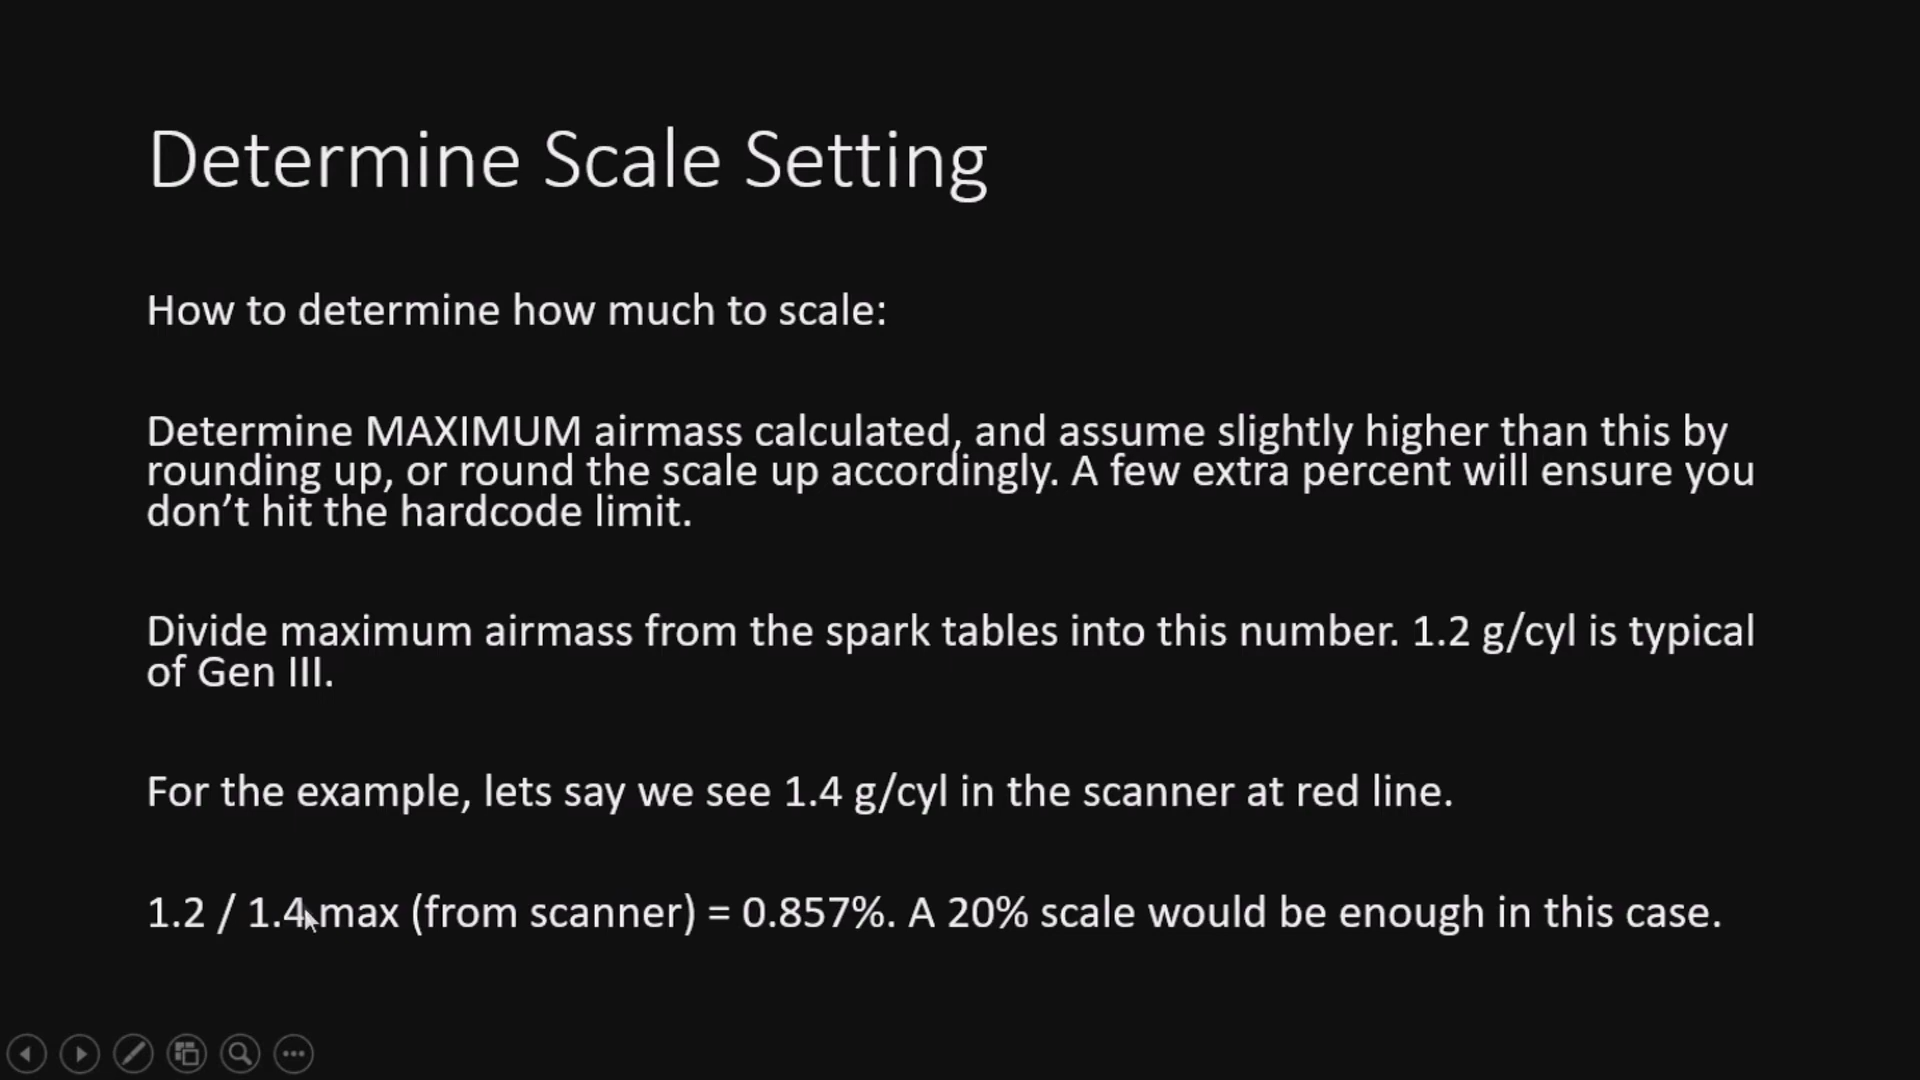 Determine Scale Setting
How to determine how much to scale:
Determine MAXIMUM airmass calculated, and assume slightly higher than this by
rounding up, or round the scale up accordingly. A few extra percent will ensure you
don’t hit the hardcode limit.
Divide maximum airmass from the spark tables into this number. 1.2 g/cyl is typical
of Gen III.
For the example, lets say we see 1.4 g/cyl in the scanner at red line.
1.2 / 1.4 max (from scanner) = 0.857%. A 20% scale would be enough in this case.